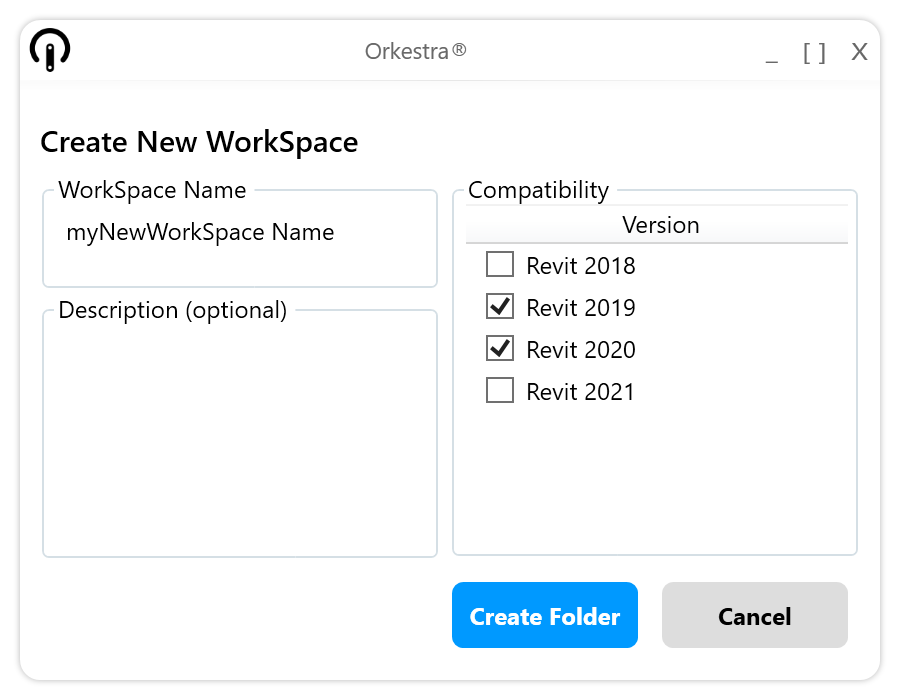 Orkestra®
_ [ ] X
Create New WorkSpace
WorkSpace Name
myNewWorkSpace Name
Description (optional)
Compatibility
Version
Revit 2018
Revit 2019
Revit 2020
Revit 2021
Create Folder
Cancel